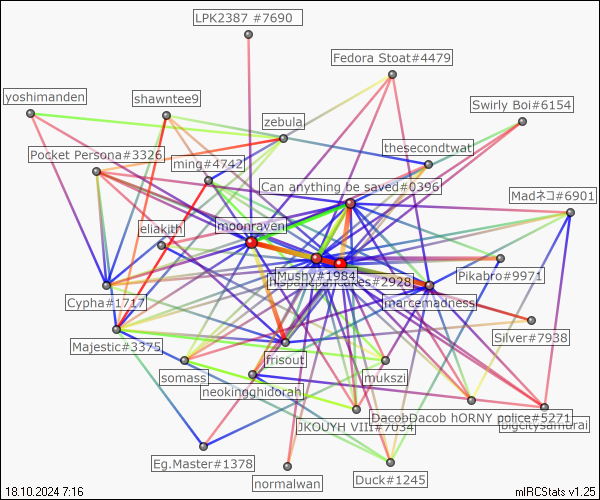 LPK2387 #7690
Fedora Stoat#4479
yoshimanden
shawntee9
Swirly Boi#6154
zebula
thesecondtwat
Pocket Persona#3326
ming#4742
Can anything be saved#0396
Madネコ#6901
moonraven
eliakith
Mushy#1984
#2928
Pikabro#9971
Cypha#1717
marcemadness
Silver#7938
Majestic#3375
frisout
somass
mukszi
neokingghidorah
DacobDacob hORNY police#5271
JKOUYH VIII#7034
bigcitysamurai
Eg.Master#1378
normalwan
Duck#1245
18.10.2024 7:16
mIRCStats v1.25